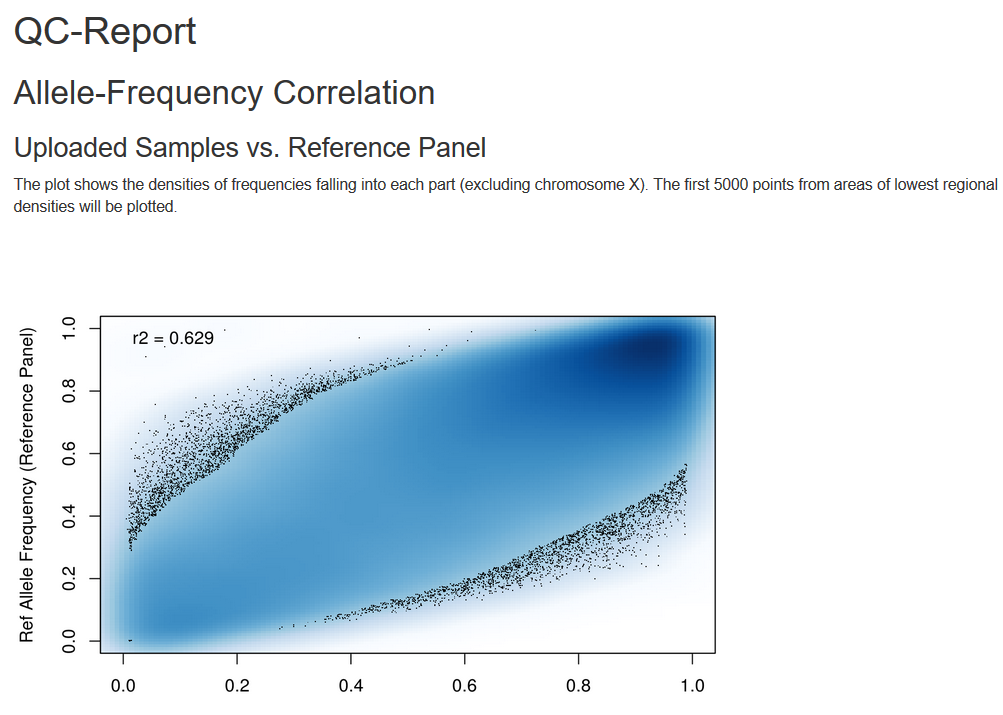 QC-Report
Allele-Frequency Correlation
Uploaded Samples vs. Reference Panel
The plot shows the densities of frequencies falling into each part (excluding chromosome X). The first 5000 points from areas of lowest regional
densities will be plotted.
r2 = 0.629
Ref Allele Frequency (Reference Panel)
1.0
0.8
0.6
0.4
0.2
0.0
0.0 0.2 0.4 0.6 0.8 1.0